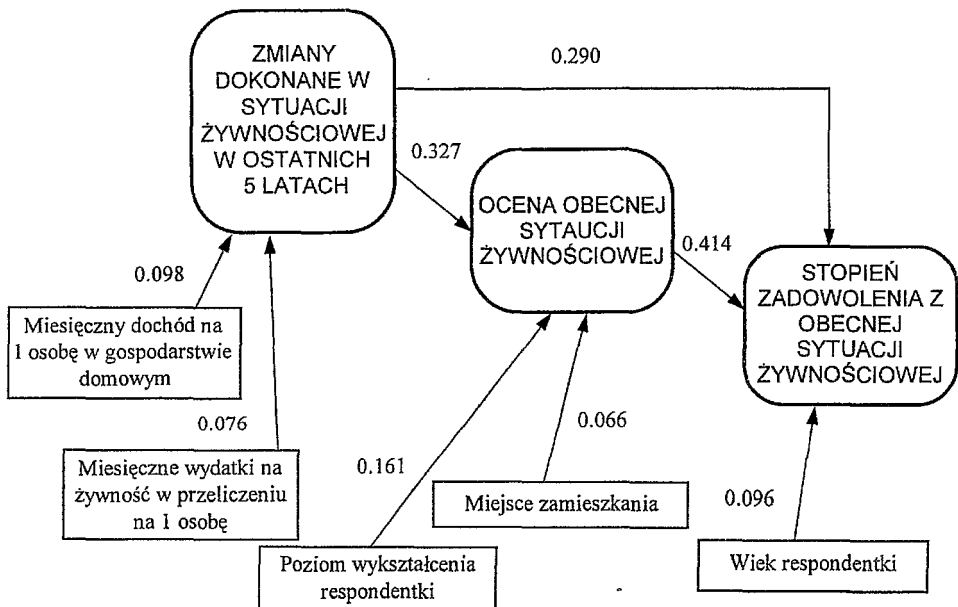 ZMIANY
DOKONANE W
SYTUACJI
ŻYWNOŚCIOWEJ
W OSTATNICH
5 LATACH
0.290
0.327
OCENA OBECNEJ
SYTAUCJI
ŻYWNOŚCIOWEJ
0.414
STOPIEŃ
ZADOWOLENIA Z
OBECNEJ
SYTUACJI
ŻYWNOŚCIOWEJ
0.098
Miesięczny dochód na
1 osobę w gospodarstwie
domowym
0.076
Miesięczne wydatki na
żywność w przeliczeniu
na 1 osobę
0.161
Poziom wykształcenia
respondentki
0.066
Miejsce zamieszkania
0.096
Wiek respondentki